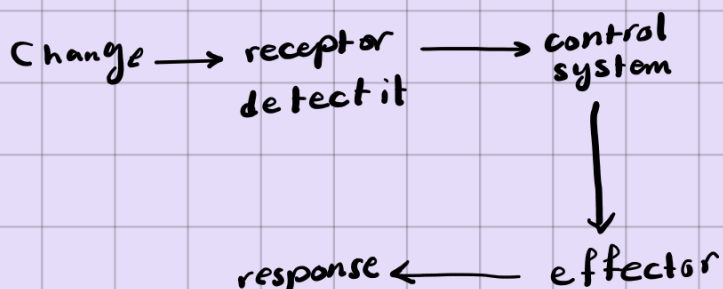 Change → receptor → control
detect it system
response ← effector